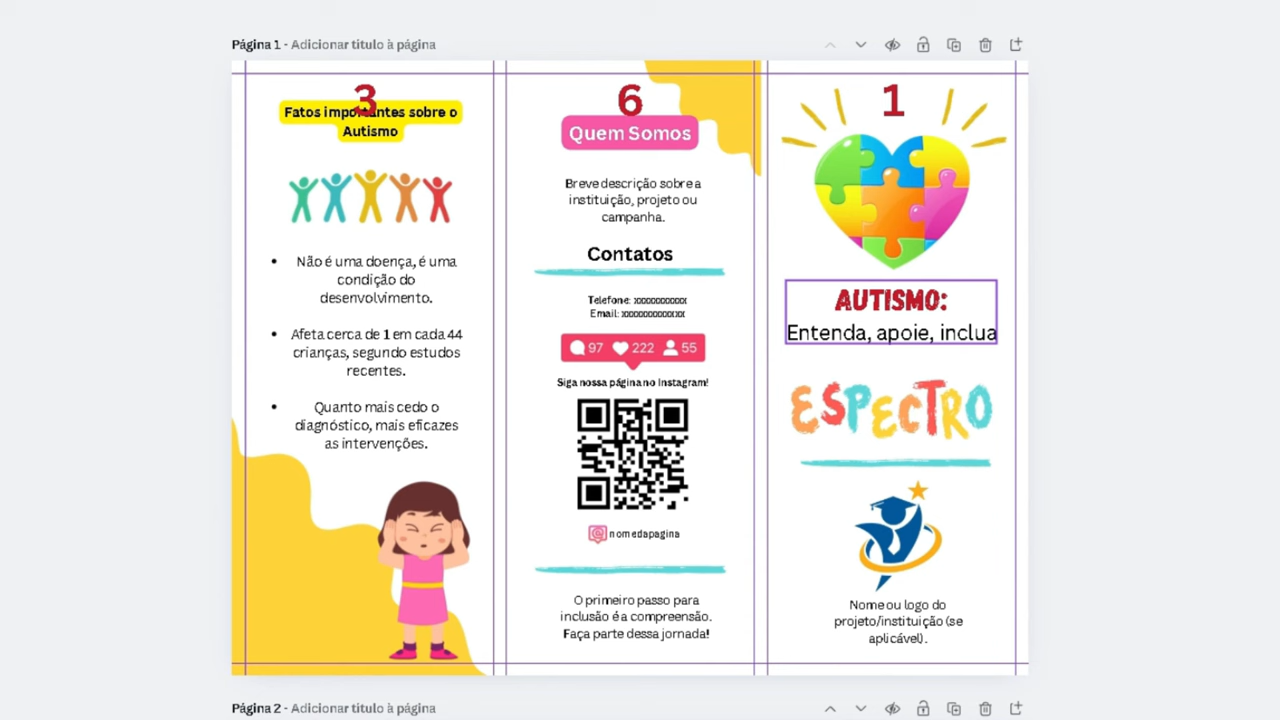 Página 1 - Adicionar título à página
3
Fatos importantes sobre o
Autismo
Não é uma doença, é uma
condição do
desenvolvimento.
Afeta cerca de 1 em cada 44
crianças, segundo estudos
recentes.
Quanto mais cedo o
diagnóstico, mais eficazes
as intervenções.
6
Quem Somos
Breve descrição sobre a
instituição, projeto ou
campanha.
Contatos
Telefone: xxxxxxxxxxx
Email: xxxxxxxxxxxxx
97 222 55
Siga nossa página no Instagram!
@nomedapagina
O primeiro passo para
inclusão é a compreensão.
Faça parte dessa jornada!
1
AUTISMO:
Entenda, apoie, inclua
ESPECTRO
Nome ou logo do
projeto/instituição (se
aplicável).
Página 2 - Adicionar título à página